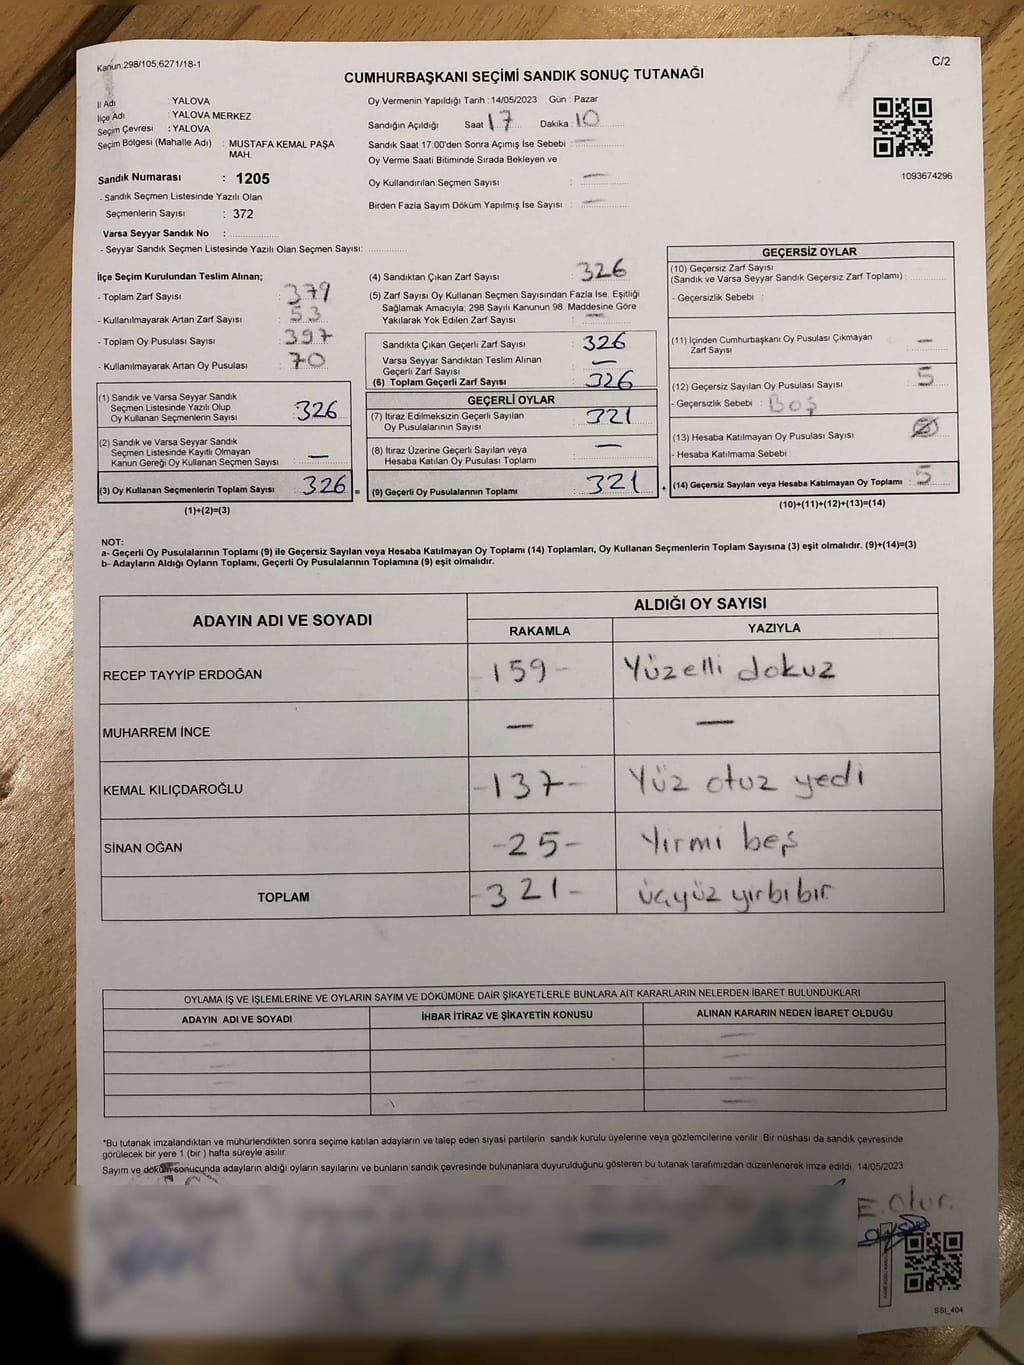 Kanun:298/105,6271/18-1
C/2
CUMHURBAŞKANI SEÇİMİ SANDIK SONUÇ TUTANAĞI
İl Adı : YALOVA
İlçe Adı : YALOVA MERKEZ
Seçim Çevresi : YALOVA
Seçim Bölgesi (Mahalle Adı) : MUSTAFA KEMAL PAŞA
MAH.
Sandık Numarası : 1205
- Sandık Seçmen Listesinde Yazılı Olan
Seçmenlerin Sayısı : 372
Varsa Seyyar Sandık No :
- Seyyar Sandık Seçmen Listesinde Yazılı Olan Seçmen Sayısı:
Oy Vermenin Yapıldığı Tarih :14/05/2023 Gün : Pazar
Sandığın Açıldığı Saat 17 Dakika 10
Sandık Saat 17:00'den Sonra Açımış İse Sebebi : —
Oy Verme Saati Bitiminde Sırada Bekleyen ve
Oy Kullandırılan Seçmen Sayısı : —
Birden Fazla Sayım Döküm Yapılmış İse Sayısı : —
1093674296
İlçe Seçim Kurulundan Teslim Alınan;
- Toplam Zarf Sayısı : 379
- Kullanılmayarak Artan Zarf Sayısı : 53
- Toplam Oy Pusulası Sayısı : 397
- Kullanılmayarak Artan Oy Pusulası : 70
(1) Sandık ve Varsa Seyyar Sandık
Seçmen Listesinde Yazılı Olup
Oy Kullanan Seçmenlerin Sayısı : 326
(2) Sandık ve Varsa Seyyar Sandık
Seçmen Listesinde Kayıtlı Olmayan
Kanun Gereği Oy Kullanan Seçmen Sayısı : —
(3) Oy Kullanan Seçmenlerin Toplam Sayısı : 326 =
(1)+(2)=(3)
(4) Sandıktan Çıkan Zarf Sayısı : 326
(5) Zarf Sayısı Oy Kullanan Seçmen Sayısından Fazla İse, Eşitliği
Sağlamak Amacıyla; 298 Sayılı Kanunun 98. Maddesine Göre
Yakılarak Yok Edilen Zarf Sayısı : —
Sandıkta Çıkan Geçerli Zarf Sayısı : 326
Varsa Seyyar Sandıktan Teslim Alınan
Geçerli Zarf Sayısı : —
(6) Toplam Geçerli Zarf Sayısı : 326
GEÇERLİ OYLAR
(7) İtiraz Edilmeksizin Geçerli Sayılan
Oy Pusulalarının Sayısı : 321
(8) İtiraz Üzerine Geçerli Sayılan veya
Hesaba Katılan Oy Pusulası Toplamı : —
(9) Geçerli Oy Pusulalarının Toplamı : 321 +
GEÇERSİZ OYLAR
(10) Geçersiz Zarf Sayısı
(Sandık ve Varsa Seyyar Sandık Geçersiz Zarf Toplamı) :
- Geçersizlik Sebebi :
(11) İçinden Cumhurbaşkanı Oy Pusulası Çıkmayan
Zarf Sayısı : —
(12) Geçersiz Sayılan Oy Pusulası Sayısı : 5
- Geçersizlik Sebebi : Boş
(13) Hesaba Katılmayan Oy Pusulası Sayısı :
- Hesaba Katılmama Sebebi :
(14) Geçersiz Sayılan veya Hesaba Katılmayan Oy Toplamı : 5
(10)+(11)+(12)+(13)=(14)
NOT:
a- Geçerli Oy Pusulalarının Toplamı (9) ile Geçersiz Sayılan veya Hesaba Katılmayan Oy Toplamı (14) Toplamları, Oy Kullanan Seçmenlerin Toplam Sayısına (3) eşit olmalıdır. (9)+(14)=(3)
b- Adayların Aldığı Oyların Toplamı, Geçerli Oy Pusulalarının Toplamına (9) eşit olmalıdır.
ADAYIN ADI VE SOYADI
ALDIĞI OY SAYISI
RAKAMLA YAZIYLA
RECEP TAYYİP ERDOĞAN 159- Yüzelli dokuz
MUHARREM İNCE — —
KEMAL KILIÇDAROĞLU -137- Yüz otuz yedi
SİNAN OĞAN -25- Yirmi beş
TOPLAM -321- üçyüz yirbibir
OYLAMA İŞ VE İŞLEMLERİNE VE OYLARIN SAYIM VE DÖKÜMÜNE DAİR ŞİKAYETLERLE BUNLARA AİT KARARLARIN NELERDEN İBARET BULUNDUKLARI
ADAYIN ADI VE SOYADI İHBAR İTİRAZ VE ŞİKAYETİN KONUSU ALINAN KARARIN NEDEN İBARET OLDUĞU
*Bu tutanak imzalandıktan ve mühürlendikten sonra seçime katılan adayların ve talep eden siyasi partilerin sandık kurulu üyelerine veya gözlemcilerine verilir. Bir nüshası da sandık çevresinde
görülecek bir yere 1 (bir ) hafta süreyle asılır.
Sayım ve döküm sonucunda adayların aldığı oyların sayılarını ve bunların sandık çevresinde bulunanlara duyurulduğunu gösteren bu tutanak tarafımızdan düzenlenerek imza edildi. 14/05/2023
E. Olur.
SSI_404